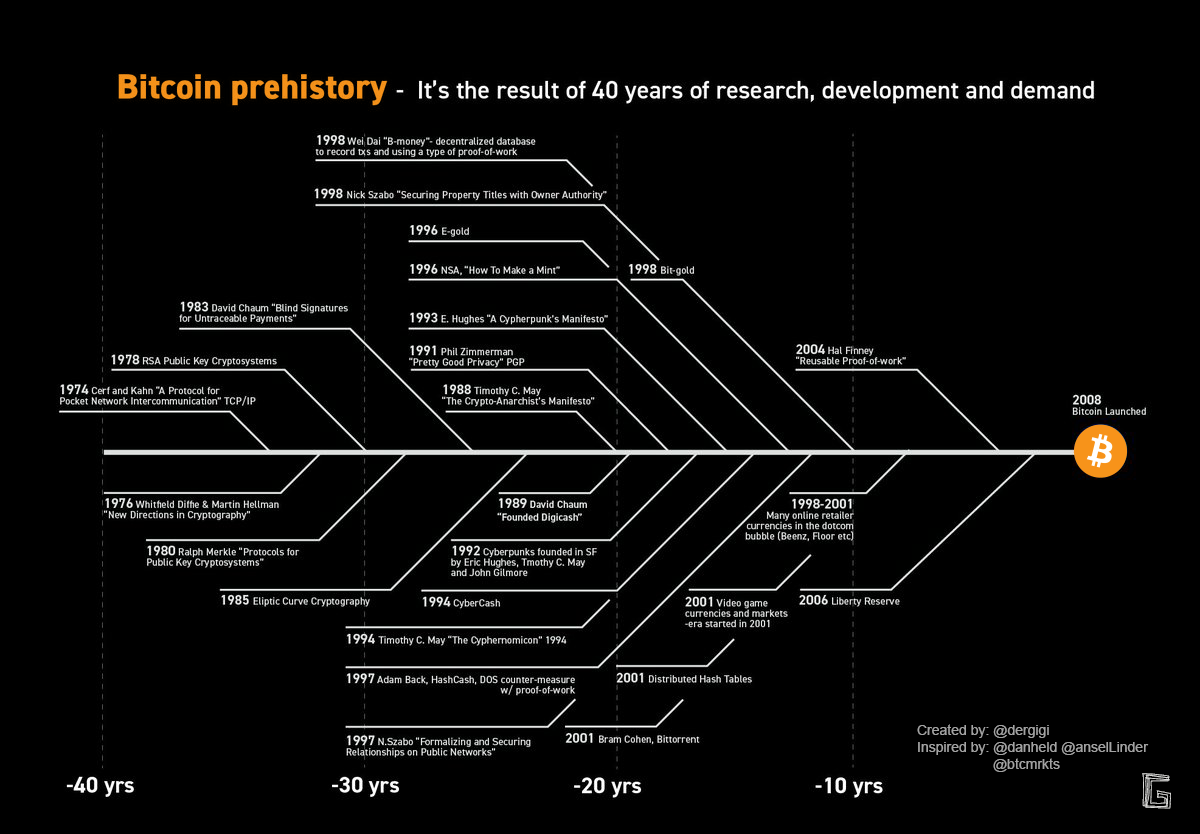 Bitcoin prehistory - It's the result of 40 years of research, development and demand
1998 Wei Dai "B-money"- decentralized database
to record txs and using a type of proof-of-work
1998 Nick Szabo "Securing Property Titles with Owner Authority"
1996 E-gold
1996 NSA, "How To Make a Mint"
1998 Bit-gold
1983 David Chaum "Blind Signatures
for Untraceable Payments"
1993 E. Hughes "A Cypherpunk's Manifesto"
1978 RSA Public Key Cryptosystems
1991 Phil Zimmerman
"Pretty Good Privacy" PGP
2004 Hal Finney
"Reusable Proof-of-work"
1974 Cerf and Kahn "A Protocol for
Pocket Network Intercommunication" TCP/IP
1988 Timothy C. May
"The Crypto-Anarchist's Manifesto"
2008
Bitcoin Launched
1976 Whitfield Diffie & Martin Hellman
"New Directions in Cryptography"
1989 David Chaum
"Founded Digicash"
1998-2001
Many online retailer
currencies in the dotcom
bubble (Beenz, Floor etc)
1980 Ralph Merkle "Protocols for
Public Key Cryptosystems"
1992 Cyberpunks founded in SF
by Eric Hughes, Tmothy C. May
and John Gilmore
1985 Eliptic Curve Cryptography
1994 CyberCash
2001 Video game
currencies and markets
-era started in 2001
2006 Liberty Reserve
1994 Timothy C. May "The Cyphernomicon" 1994
1997 Adam Back, HashCash, DOS counter-measure
w/ proof-of-work
2001 Distributed Hash Tables
1997 N.Szabo "Formalizing and Securing
Relationships on Public Networks"
2001 Bram Cohen, Bittorrent
Created by: @dergigi
Inspired by: @danheld @anselLinder
@btcmrkts
-40 yrs
-30 yrs
-20 yrs
-10 yrs